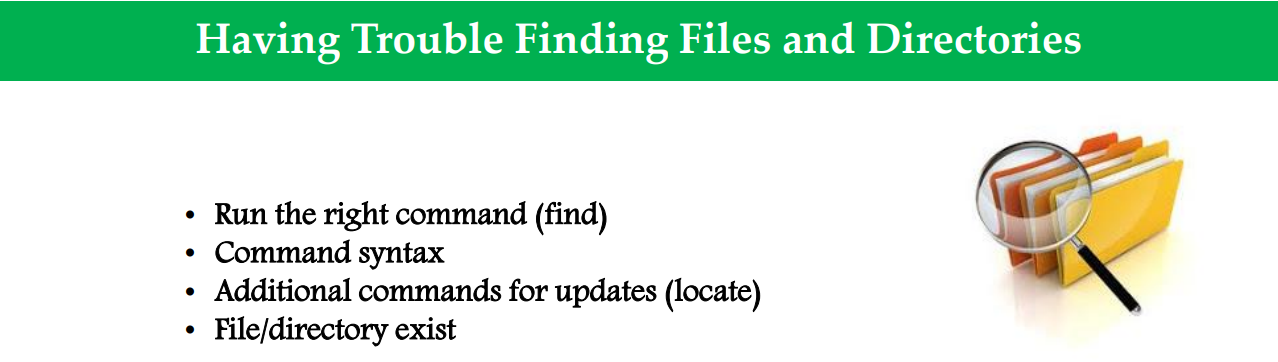 Having Trouble Finding Files and Directories
• Run the right command (find)
• Command syntax
• Additional commands for updates (locate)
• File/directory exist